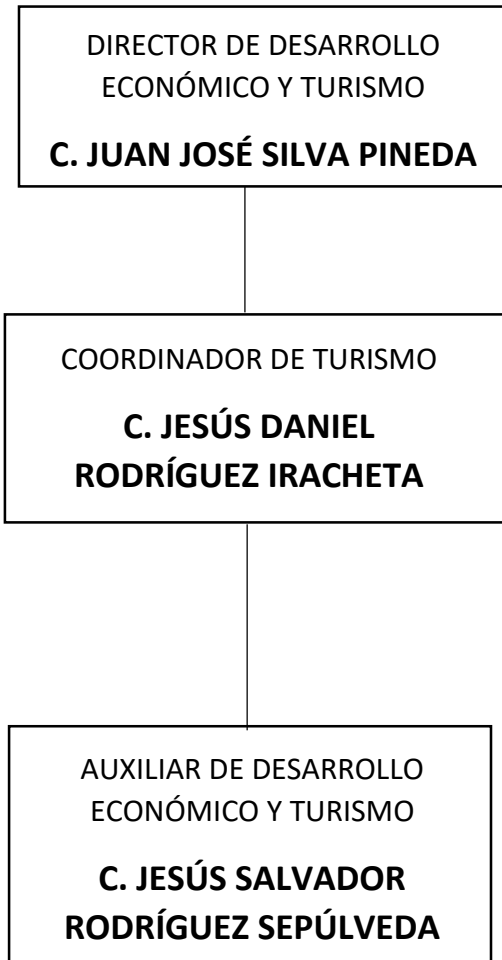 DIRECTOR DE DESARROLLO
ECONÓMICO Y TURISMO
C. JUAN JOSÉ SILVA PINEDA
COORDINADOR DE TURISMO
C. JESÚS DANIEL
RODRÍGUEZ IRACHETA
AUXILIAR DE DESARROLLO
ECONÓMICO Y TURISMO
C. JESÚS SALVADOR
RODRÍGUEZ SEPÚLVEDA